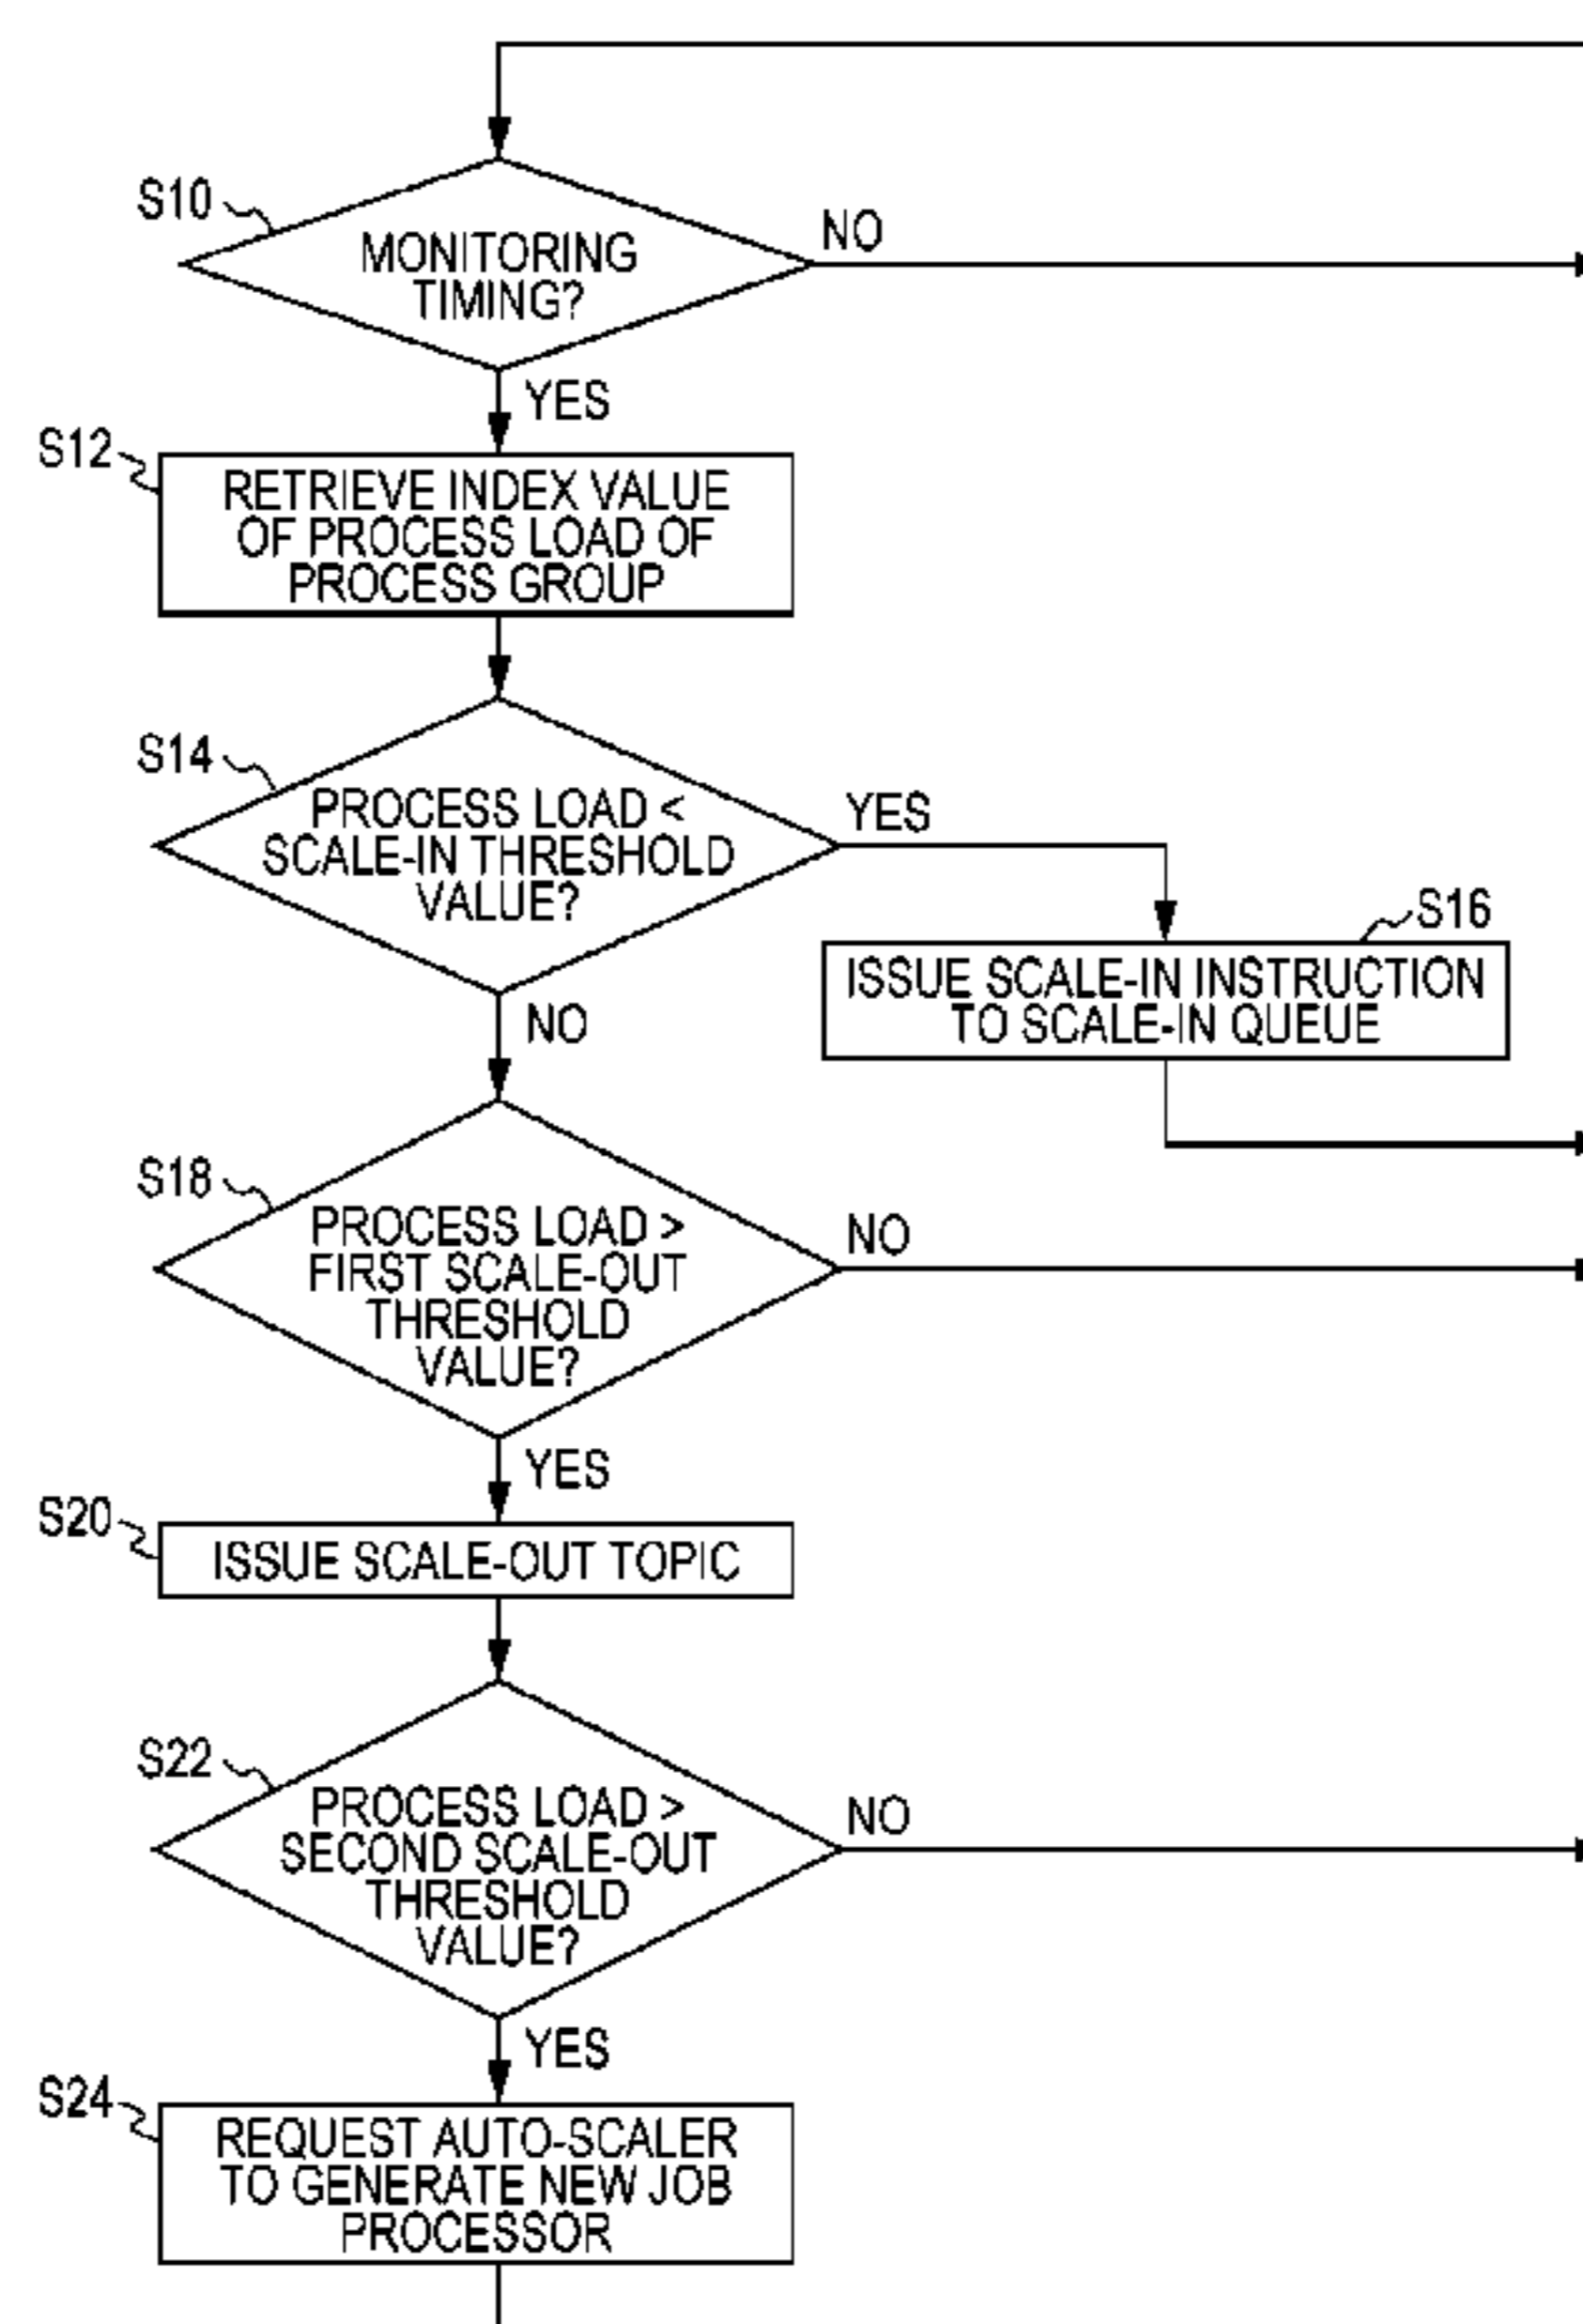 S10
MONITORING
TIMING?
NO
YES
S12
RETRIEVE INDEX VALUE
OF PROCESS LOAD OF
PROCESS GROUP
S14
PROCESS LOAD <
SCALE-IN THRESHOLD
VALUE?
YES
S16
ISSUE SCALE-IN INSTRUCTION
TO SCALE-IN QUEUE
NO
S18
PROCESS LOAD >
FIRST SCALE-OUT
THRESHOLD
VALUE?
NO
YES
S20
ISSUE SCALE-OUT TOPIC
S22
PROCESS LOAD >
SECOND SCALE-OUT
THRESHOLD
VALUE?
NO
YES
S24
REQUEST AUTO-SCALER
TO GENERATE NEW JOB
PROCESSOR